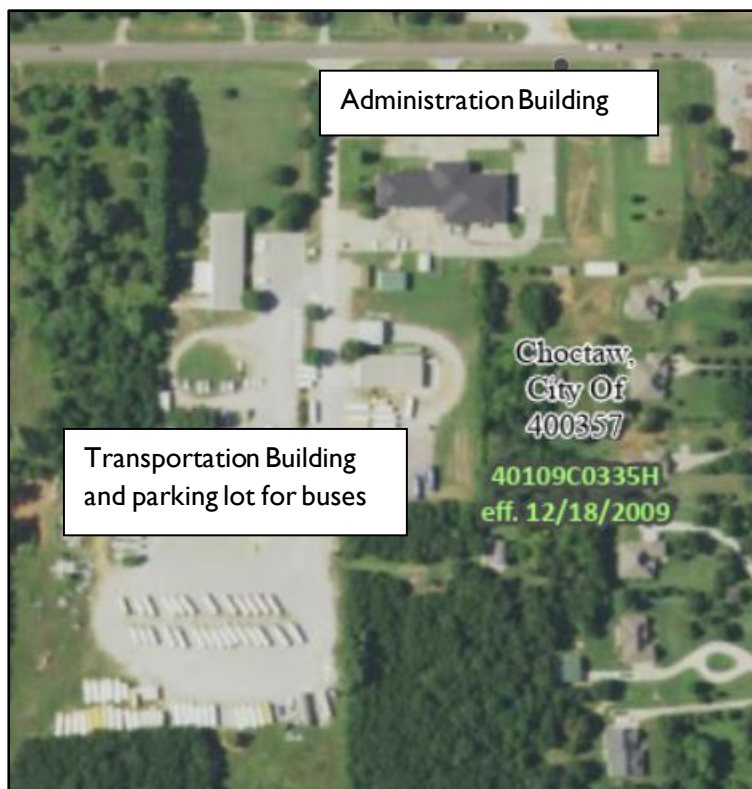 Administration Building
Choctaw,
City Of
400357
Transportation Building
and parking lot for buses
40109C0335H
eff. 12/18/2009